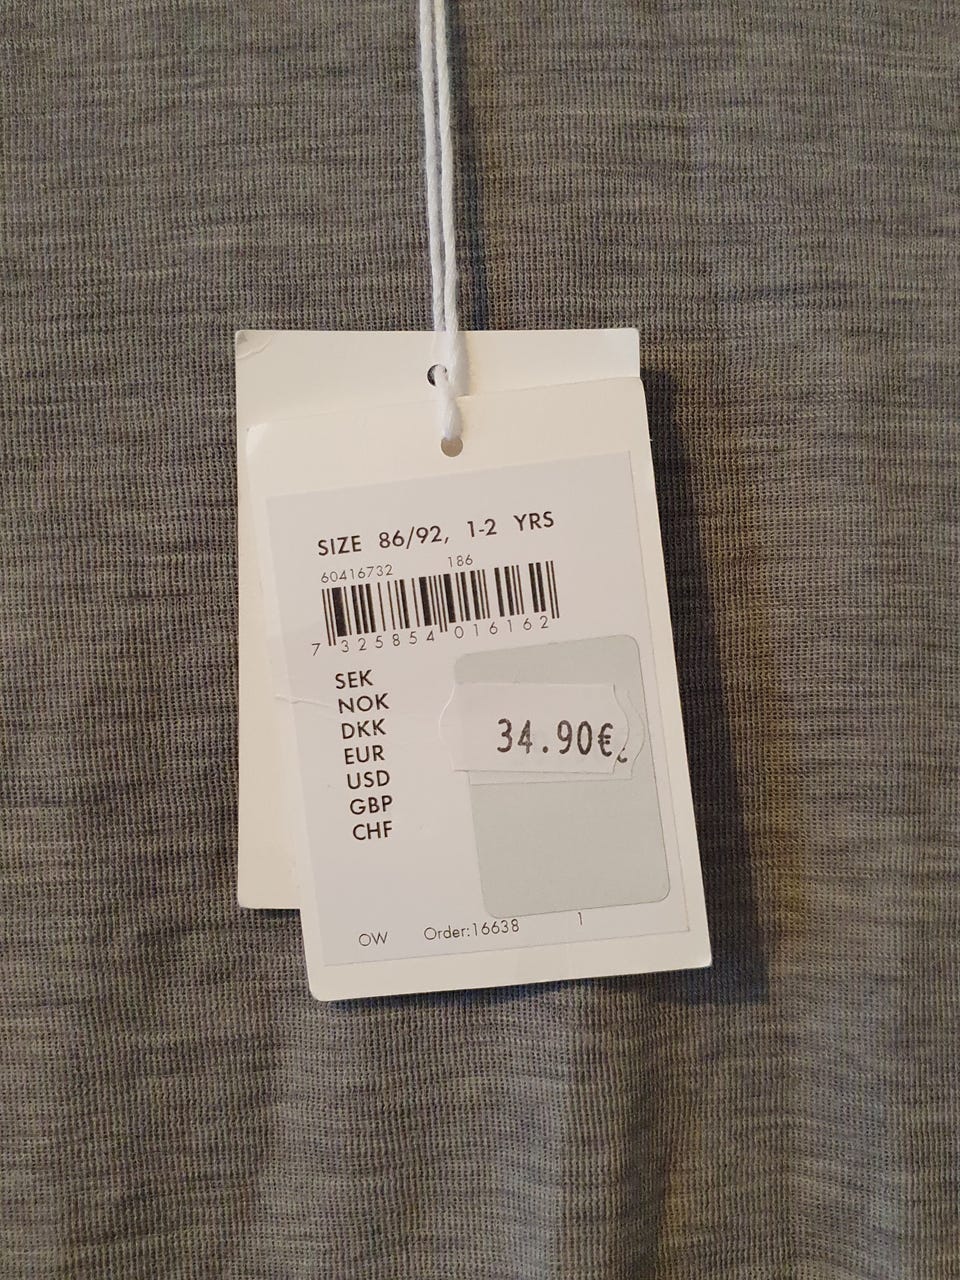 SIZE 86/92, 1-2 YRS
60416732 186
7 325854 016162
SEK
NOK
DKK
EUR
USD
GBP
CHF
34.90€
OW Order:16638 1